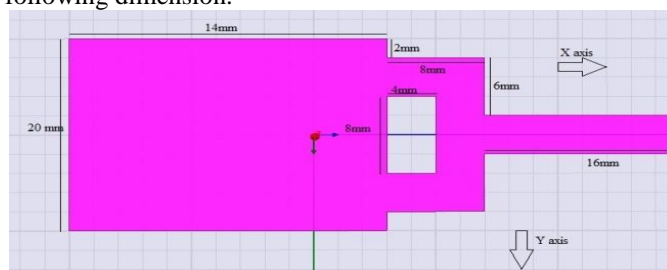 following dimension:
14mm
2mm
X axis
8mm
6mm
4mm
20 mm
8mm
16mm
Y axis